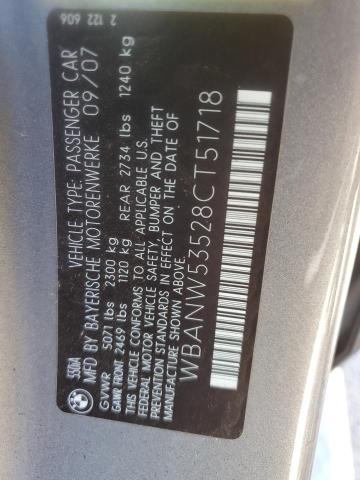 2 122 606
550iA
VEHICLE TYPE: PASSENGER CAR
MFD BY BAYERISCHE MOTORENWERKE 09/07
GVWR 5071 lbs 2300 kg
GAWR FRONT 2469 lbs 1120 kg REAR 2734 lbs 1240 kg
THIS VEHICLE CONFORMS TO ALL APPLICABLE U.S.
FEDERAL MOTOR VEHICLE SAFETY, BUMPER AND THEFT
PREVENTION STANDARDS IN EFFECT ON THE DATE OF
MANUFACTURE SHOWN ABOVE.
WBANW53528CT51718